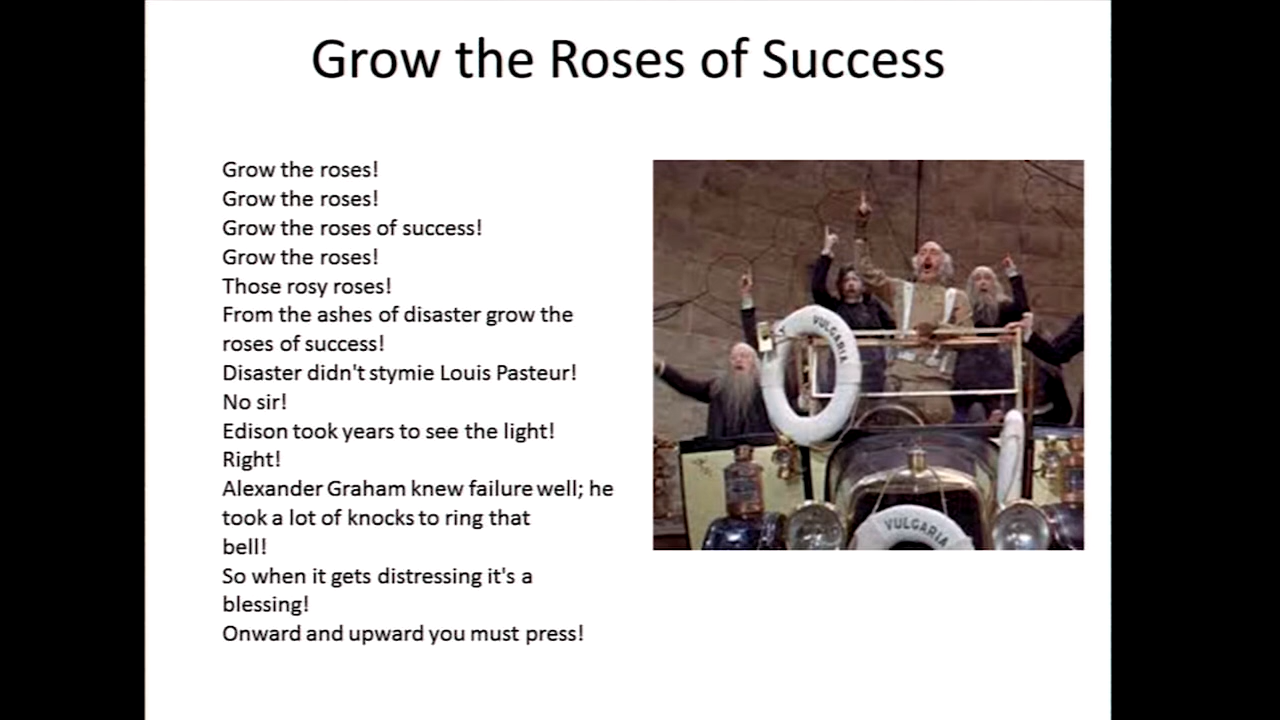 Grow the Roses of Success
Grow the roses!
Grow the roses!
Grow the roses of success!
Grow the roses!
Those rosy roses!
From the ashes of disaster grow the
roses of success!
Disaster didn't stymie Louis Pasteur!
No sir!
Edison took years to see the light!
Right!
Alexander Graham knew failure well; he
took a lot of knocks to ring that
bell!
So when it gets distressing it's a
blessing!
Onward and upward you must press!
VULGARIA
VULGARIA